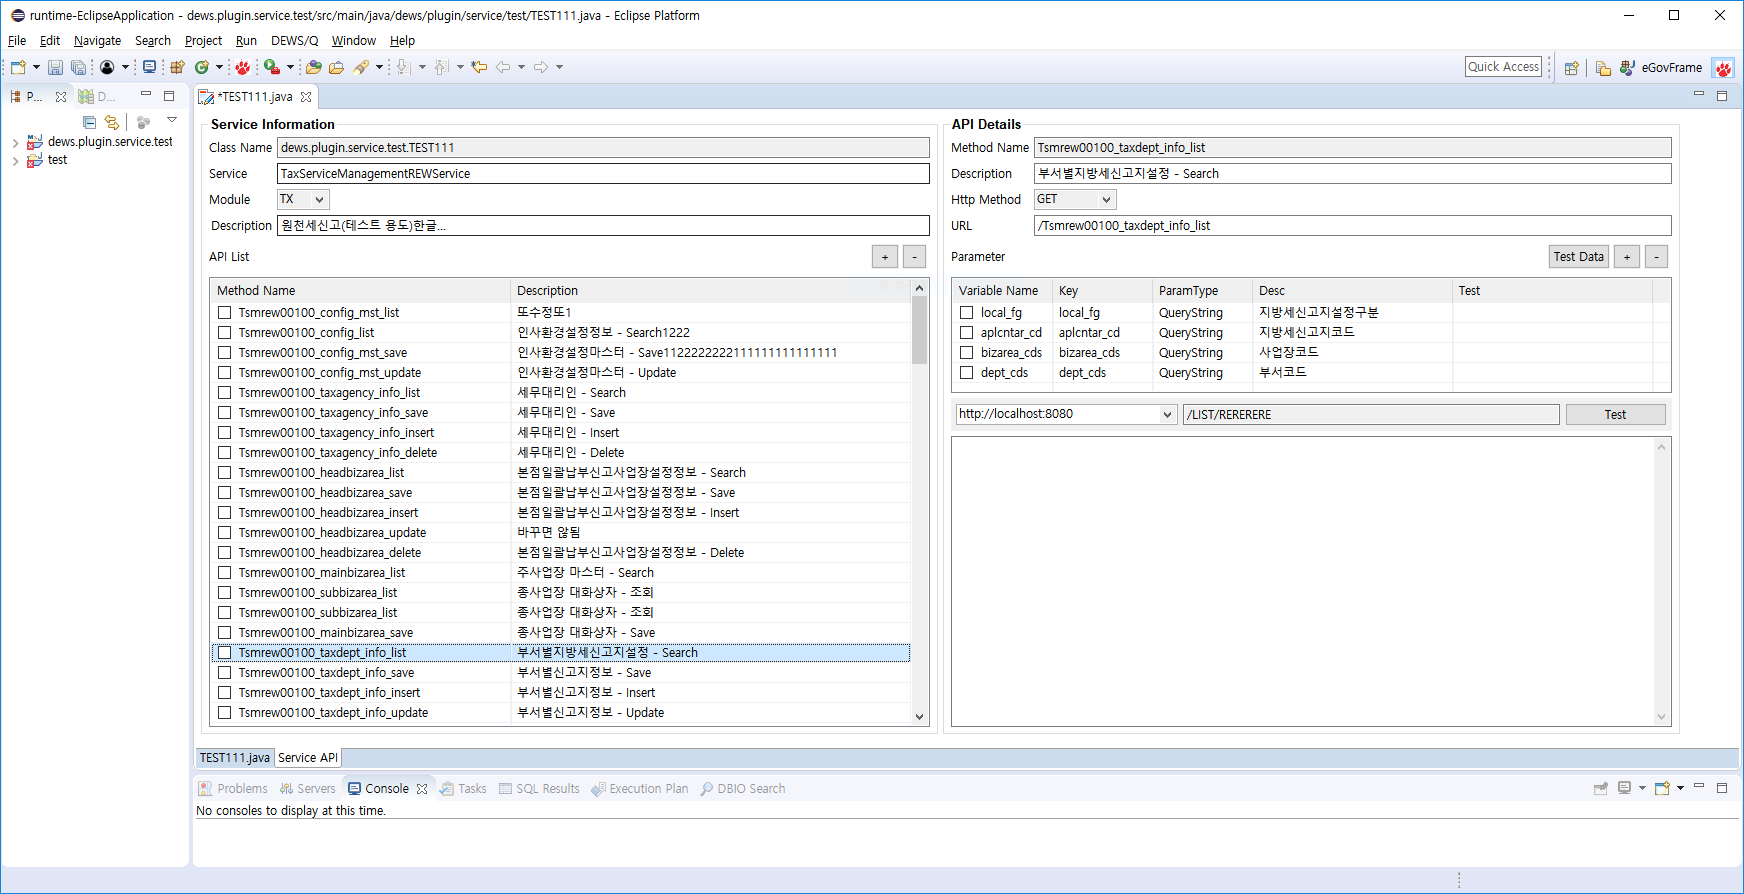 runtime-EclipseApplication - dews.plugin.service.test/src/main/java/dews/plugin/service/test/TEST111.java - Eclipse Platform
File Edit Navigate Search Project Run DEWS/Q Window Help
Quick Access eGovFrame
P... D...
*TEST111.java
dews.plugin.service.test
test
Service Information
Class Name dews.plugin.service.test.TEST111
Service TaxServiceManagementREWService
Module TX
Description 원천세신고(테스트 용도)한글...
API List + -
Method Name Description
Tsmrew00100_config_mst_list 또수정또1
Tsmrew00100_config_list 인사환경설정정보 - Search1222
Tsmrew00100_config_mst_save 인사환경설정마스터 - Save1122222222111111111111111
Tsmrew00100_config_mst_update 인사환경설정마스터 - Update
Tsmrew00100_taxagency_info_list 세무대리인 - Search
Tsmrew00100_taxagency_info_save 세무대리인 - Save
Tsmrew00100_taxagency_info_insert 세무대리인 - Insert
Tsmrew00100_taxagency_info_delete 세무대리인 - Delete
Tsmrew00100_headbizarea_list 본점일괄납부신고사업장설정정보 - Search
Tsmrew00100_headbizarea_save 본점일괄납부신고사업장설정정보 - Save
Tsmrew00100_headbizarea_insert 본점일괄납부신고사업장설정정보 - Insert
Tsmrew00100_headbizarea_update 바꾸면 않됨
Tsmrew00100_headbizarea_delete 본점일괄납부신고사업장설정정보 - Delete
Tsmrew00100_mainbizarea_list 주사업장 마스터 - Search
Tsmrew00100_subbizarea_list 종사업장 대화상자 - 조회
Tsmrew00100_subbizarea_list 종사업장 대화상자 - 조회
Tsmrew00100_mainbizarea_save 종사업장 대화상자 - Save
Tsmrew00100_taxdept_info_list 부서별지방세신고지설정 - Search
Tsmrew00100_taxdept_info_save 부서별신고지정보 - Save
Tsmrew00100_taxdept_info_insert 부서별신고지정보 - Insert
Tsmrew00100_taxdept_info_update 부서별신고지정보 - Update
API Details
Method Name Tsmrew00100_taxdept_info_list
Description 부서별지방세신고지설정 - Search
Http Method GET
URL /Tsmrew00100_taxdept_info_list
Parameter Test Data + -
Variable Name Key ParamType Desc Test
local_fg local_fg QueryString 지방세신고지설정구분
aplcntar_cd aplcntar_cd QueryString 지방세신고지코드
bizarea_cds bizarea_cds QueryString 사업장코드
dept_cds dept_cds QueryString 부서코드
http://localhost:8080 /LIST/REREERE Test
TEST111.java Service API
Problems Servers Console Tasks SQL Results Execution Plan DBIO Search
No consoles to display at this time.